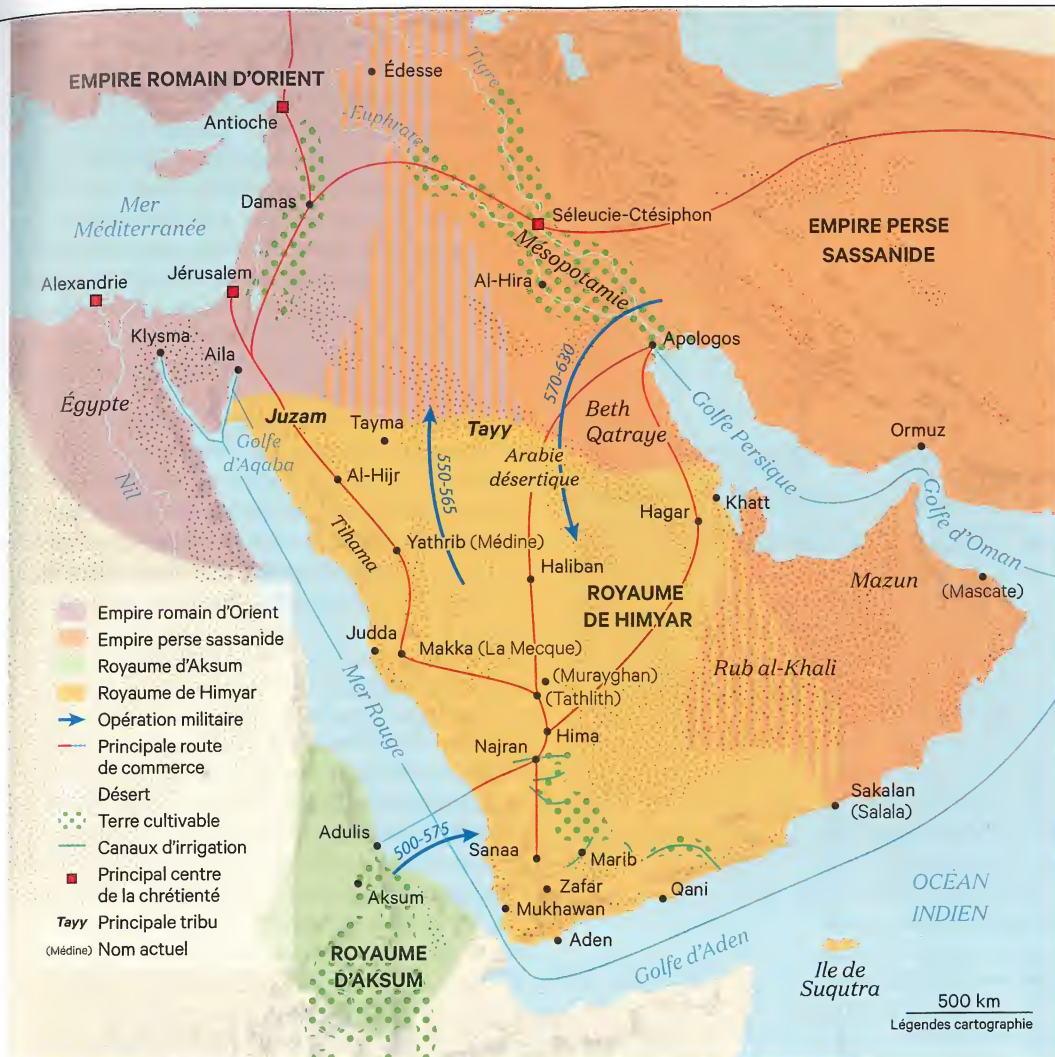 EMPIRE ROMAIN D'ORIENT
Édesse
Tigre
Antioche
Euphrate
Mer
Méditerranée
Damas
Séleucie-Ctésiphon
EMPIRE PERSE
SASSANIDE
Mésopotamie
Alexandrie
Jérusalem
Al-Hira
Klysma
Aila
Apologos
Égypte
570-630
Golfe Persique
Juzam
Tayma
Tayy
Beth
Qatraye
Ormuz
Golfe
d'Aqaba
Nil
550-565
Arabie
désertique
Al-Hijr
Hagar
Khatt
Golfe d'Oman
Tihama
Yathrib (Médine)
Mazun
(Mascate)
Haliban
ROYAUME
DE HIMYAR
Judda
Makka (La Mecque)
Rub al-Khali
(Murayghan)
(Tathlith)
Mer Rouge
Hima
Najran
Sakalan
(Salala)
Adulis
500-575
Sanaa
Marib
Aksum
Zafar
Qani
Mukhawan
OCÉAN
INDIEN
Aden
Golfe d'Aden
ROYAUME
D'AKSUM
Ile de
Suqutra
500 km
Légendes cartographie
Empire romain d'Orient
Empire perse sassanide
Royaume d'Aksum
Royaume de Himyar
Opération militaire
Principale route
de commerce
Désert
Terre cultivable
Canaux d'irrigation
Principal centre
de la chrétienté
Tayy Principale tribu
(Médine) Nom actuel